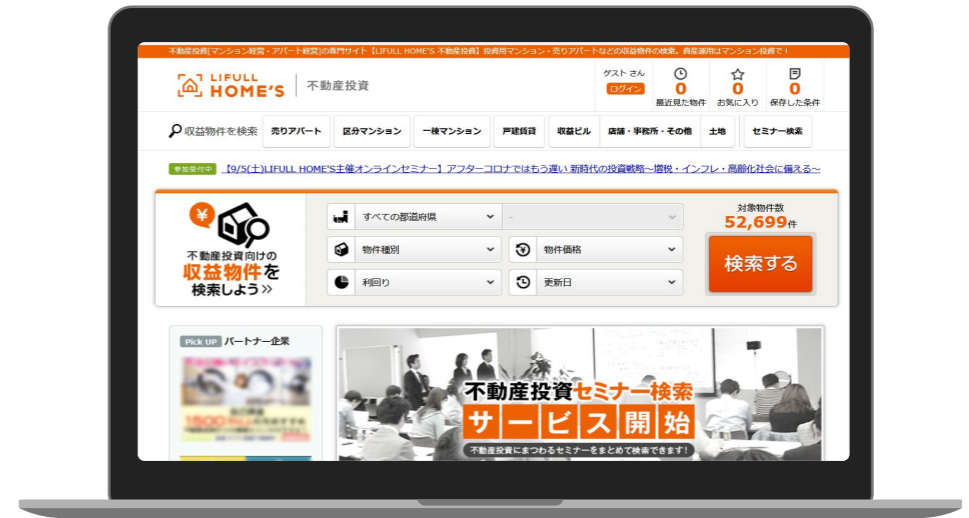 不動産投資[マンション経営・アパート経営]の専門サイト【LIFULL HOME'S 不動産投資】投資用マンション・売りアパートなどの収益物件の検索。資産運用はマンション投資で！
LIFULL
HOME'S
不動産投資
ゲスト さん
ログイン
0
最近見た物件
0
お気に入り
0
保存した条件
収益物件を検索
売りアパート
区分マンション
一棟マンション
戸建賃貸
収益ビル
店舗・事務所・その他
土地
セミナー検索
参加受付中
【9/5(土)LIFULL HOME'S主催オンラインセミナー】アフターコロナではもう遅い 新時代の投資戦略～増税・インフレ・高齢化社会に備える～
不動産投資向けの
収益物件を
検索しよう
すべての都道府県
-
物件種別
物件価格
利回り
更新日
対象物件数
52,699件
検索する
Pick UP パートナー企業
不動産投資セミナー検索
サービス開始
不動産投資にまつわるセミナーをまとめて検索できます!